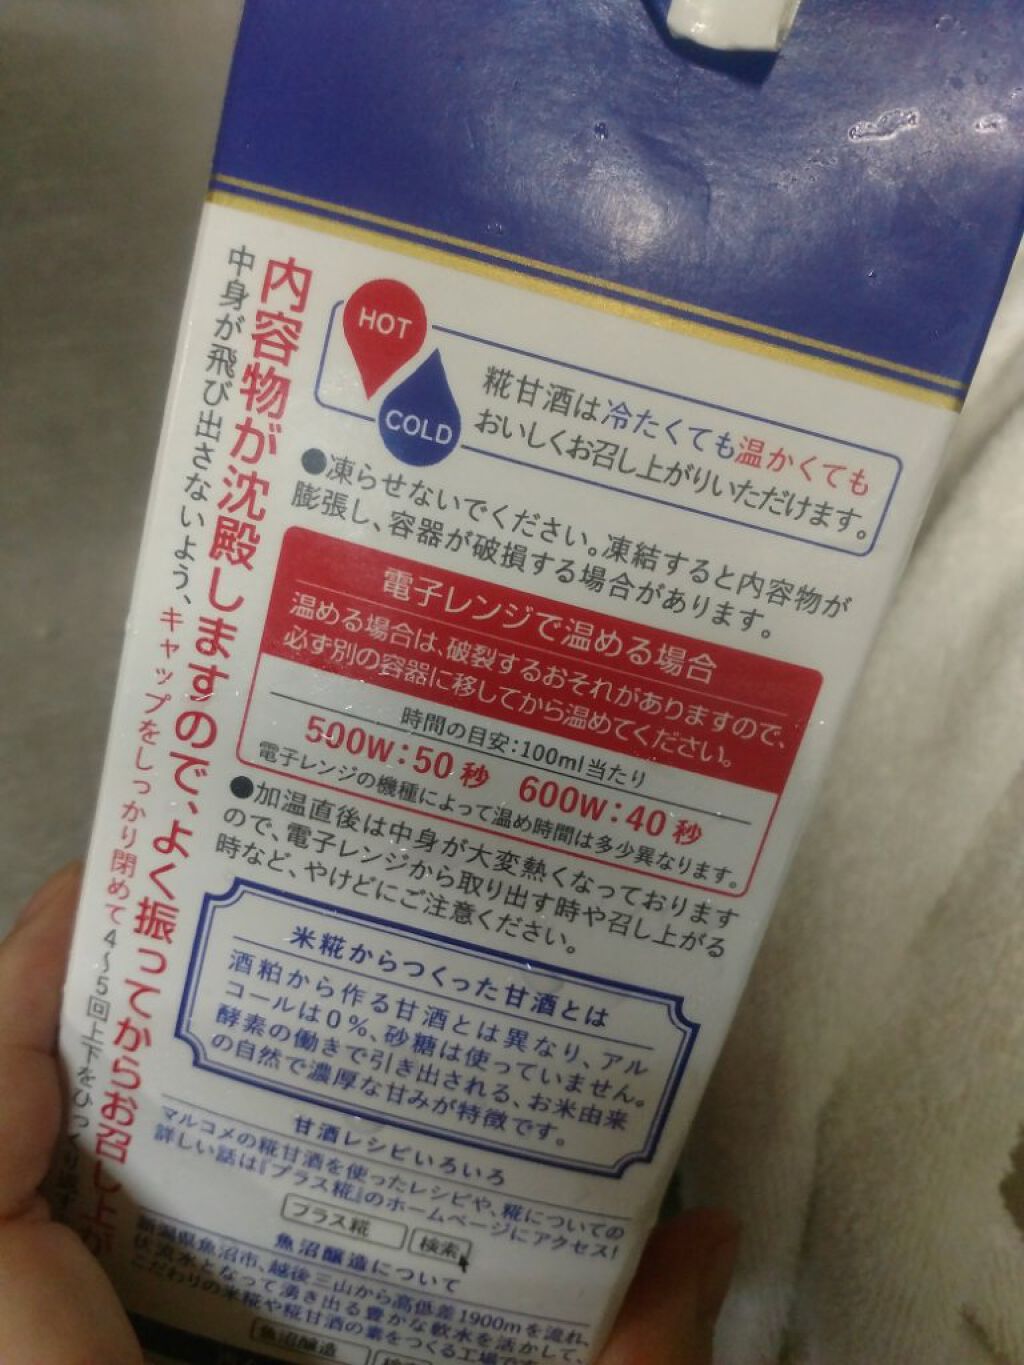 内容物が沈殿しますので、よく振ってからお召し上が
中身が飛び出さないよう、キャップをしっかり閉めて4～5回上下をひっくり
HOT
COLD
糀甘酒は冷たくても温かくても
おいしくお召し上がりいただけます。
●凍らせないでください。凍結すると内容物が
膨張し、容器が破損する場合があります。
電子レンジで温める場合
温める場合は、破裂するおそれがありますので、
必ず別の容器に移してから温めてください。
時間の目安：100ml当たり
500W：50秒 600W：40秒
電子レンジの機種によって温め時間は多少異なります。
●加温直後は中身が大変熱くなっております
ので、電子レンジから取り出す時や召し上がる
時など、やけどにご注意ください。
米糀からつくった甘酒とは
酒粕から作る甘酒とは異なり、アル
コールは0%、砂糖は使っていません。
酵素の働きで引き出される、お米由来
の自然で濃厚な甘みが特徴です。
甘酒レシピいろいろ
マルコメの糀甘酒を使ったレシピや、糀についての
詳しい話は『プラス糀』のホームページにアクセス！
プラス糀 検索
魚沼醸造について
新潟県魚沼市、越後三山から高低差1900mを流れ、
伏流水となって湧き出る豊かな軟水を活かして、
こだわりの米糀や糀甘酒の素をつくる工場です
魚沼醸造 検索